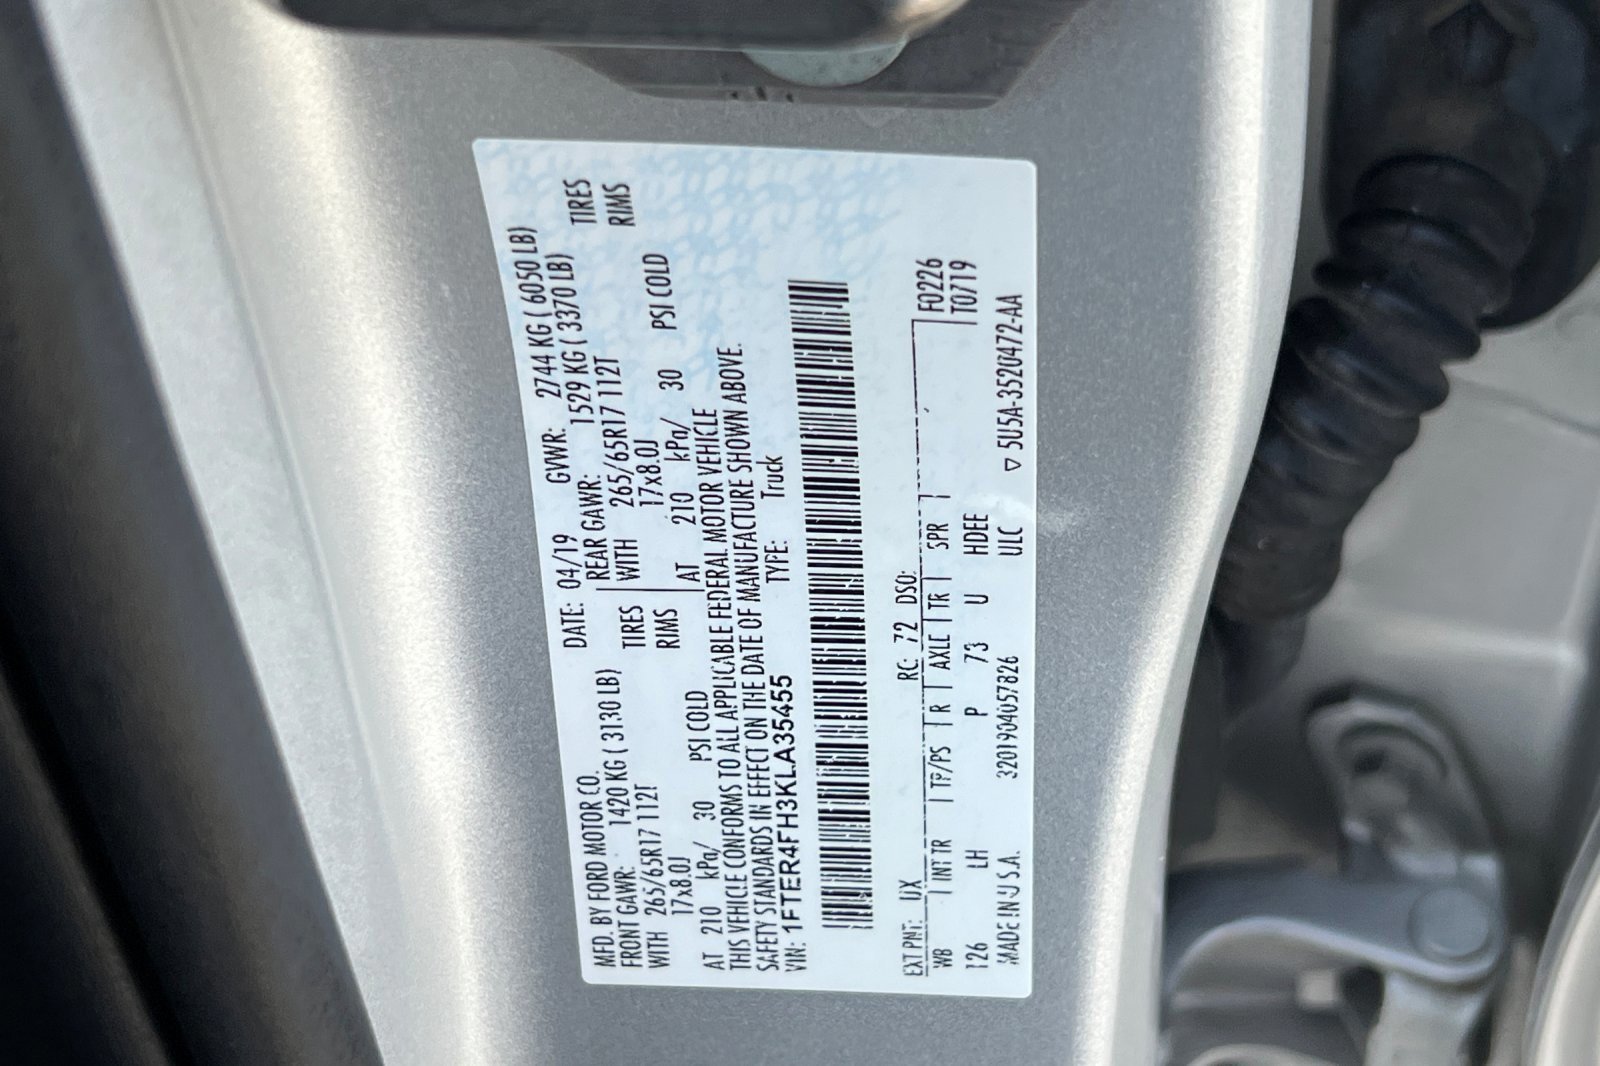 MFD. BY FORD MOTOR CO. DATE: 04/19 GVWR: 2744 KG ( 6050 LB)
FRONT GAWR: 1420 KG ( 3130 LB) REAR GAWR: 1529 KG ( 3370 LB)
WITH 265/65R17 112T TIRES WITH 265/65R17 112T TIRES
17x8.0J RIMS 17x8.0J RIMS
AT 210 kPa/ 30 PSI COLD AT 210 kPa/ 30 PSI COLD
THIS VEHICLE CONFORMS TO ALL APPLICABLE FEDERAL MOTOR VEHICLE
SAFETY STANDARDS IN EFFECT ON THE DATE OF MANUFACTURE SHOWN ABOVE.
VIN: 1FTER4FH3KLA35455 TYPE: Truck
EXT PNT: UX RC: 72 DSO: F0226
WB INT TR TP/PS R AXLE TR SPR T0719
126 LH P 73 U HDEE
MADE IN U.S.A. 3201904057826 ULC ▽ 5U5A-3520472-AA